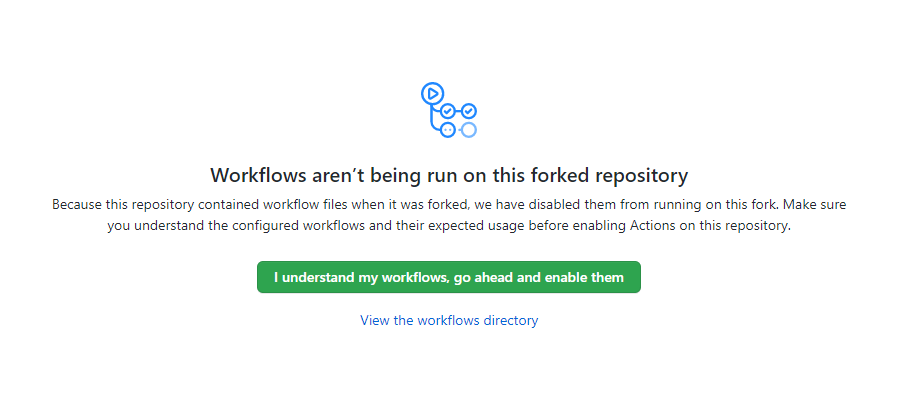 Workflows aren’t being run on this forked repository
Because this repository contained workflow files when it was forked, we have disabled them from running on this fork. Make sure
you understand the configured workflows and their expected usage before enabling Actions on this repository.
I understand my workflows, go ahead and enable them
View the workflows directory